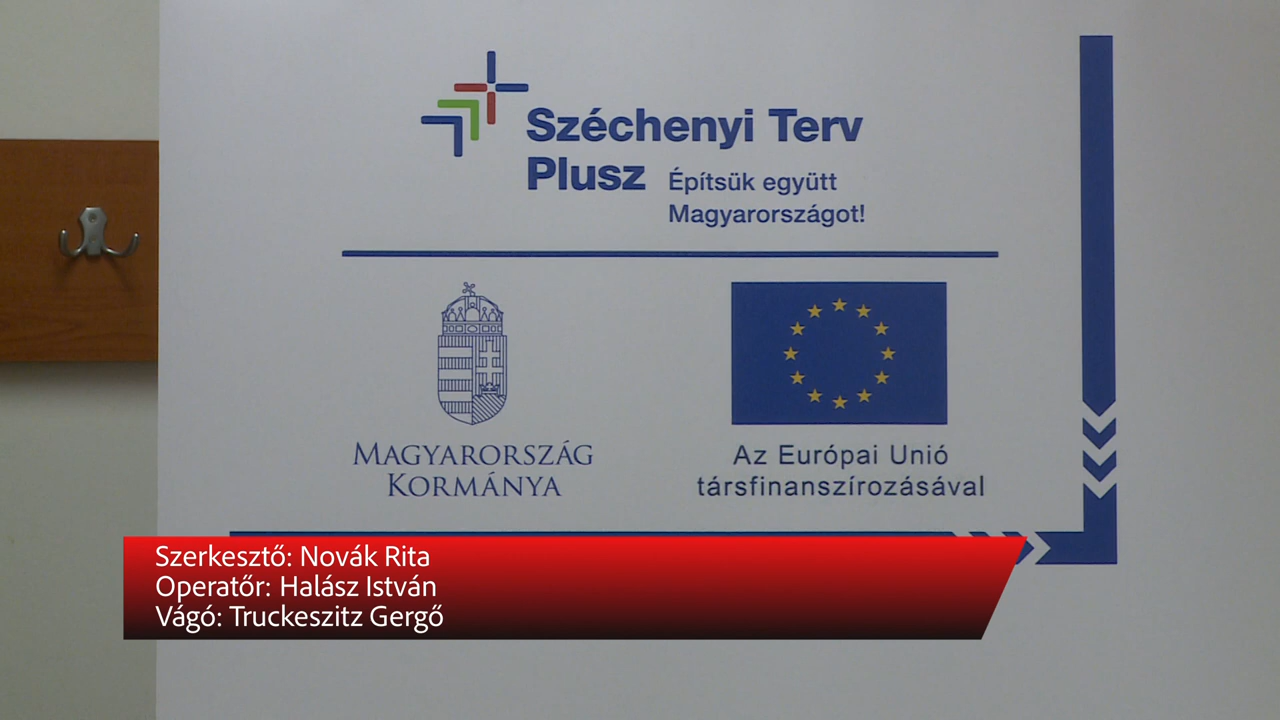 Széchenyi Terv
Plusz Építsük együtt
Magyarországot!
MAGYARORSZÁG
KORMÁNYA
Az Európai Unió
társfinanszírozásával
Szerkesztő: Novák Rita
Operatőr: Halász István
Vágó: Truckeszitz Gergő